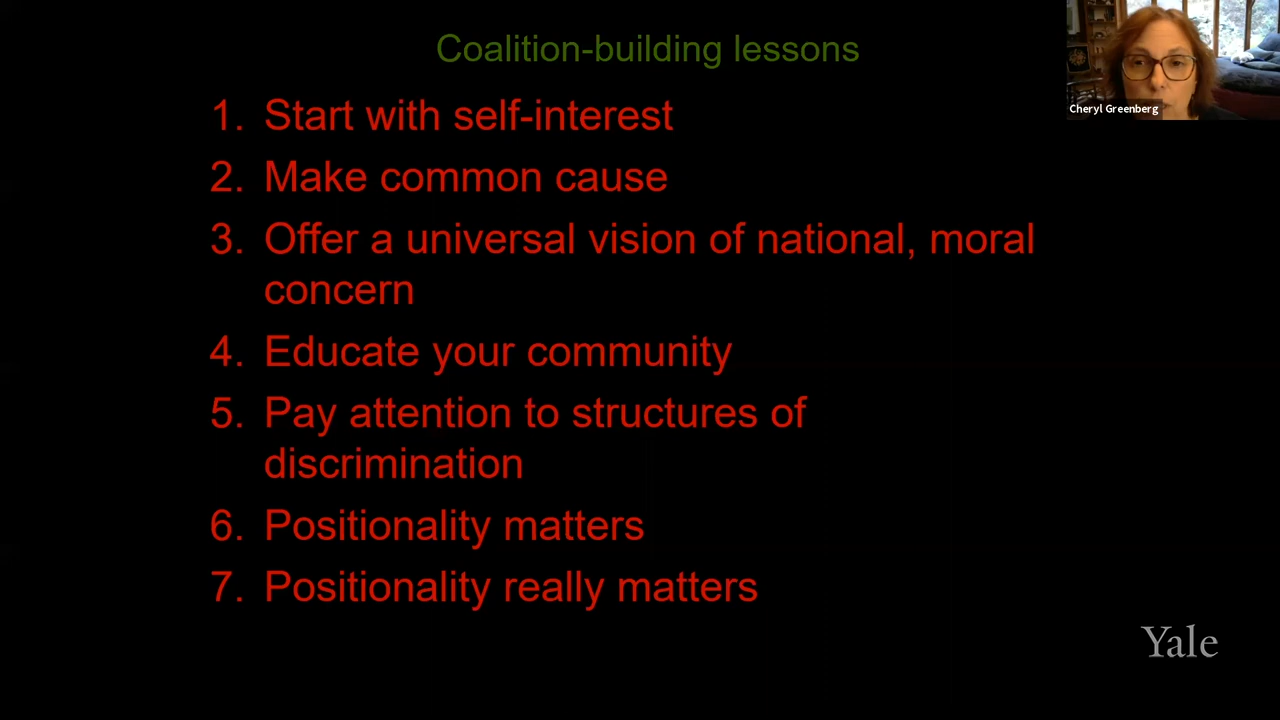 Coalition-building lessons
Cheryl Greenberg
1. Start with self-interest
2. Make common cause
3. Offer a universal vision of national, moral
concern
4. Educate your community
5. Pay attention to structures of
discrimination
6. Positionality matters
7. Positionality really matters
Yale